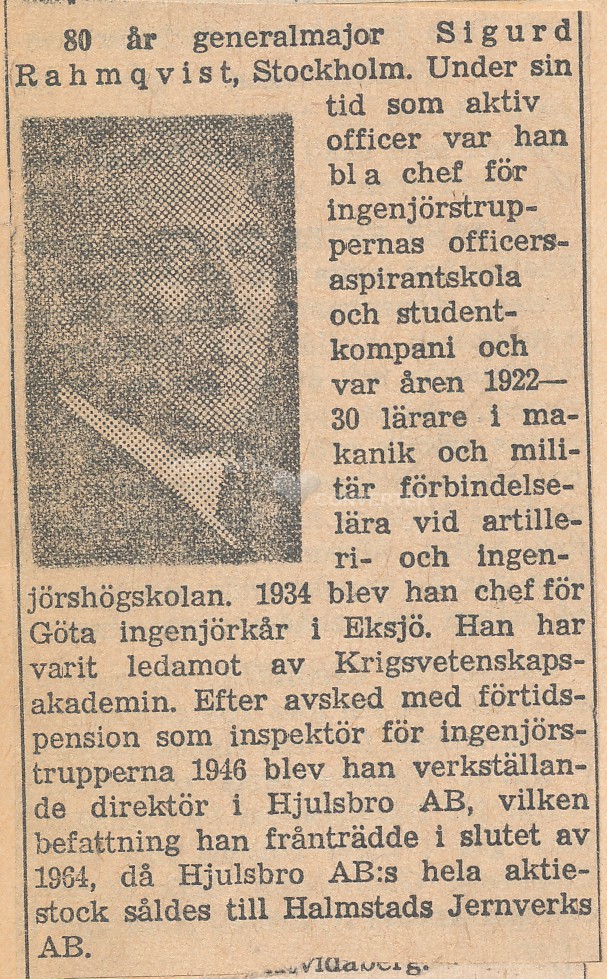 80 år generalmajor Sigurd
Rahmqvist, Stockholm. Under sin
tid som aktiv
officer var han
bl a chef för
ingenjörstrup-
pernas officers-
aspirantskola
och student-
kompani och
var åren 1922—
30 lärare i ma-
kanik och mili-
tär förbindelse-
lära vid artille-
ri- och ingen-
jörshögskolan. 1934 blev han chef för
Göta ingenjörkår i Eksjö. Han har
varit ledamot av Krigsvetenskaps-
akademin. Efter avsked med förtids-
pension som inspektör för ingenjörs-
trupperna 1946 blev han verkställan-
de direktör i Hjulsbro AB, vilken
befattning han frånträdde i slutet av
1964, då Hjulsbro AB:s hela aktie-
stock såldes till Halmstads Jernverks
AB.